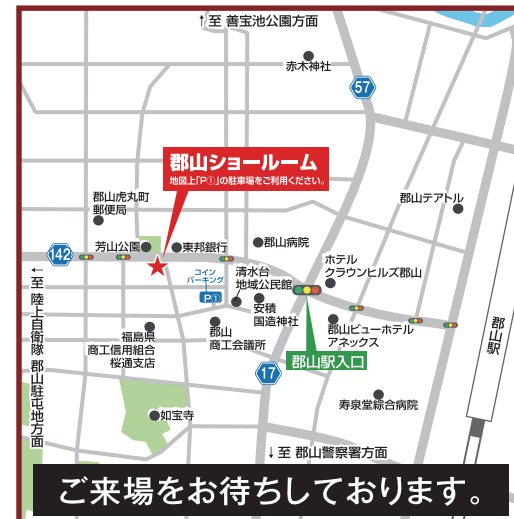 ↑至 善宝池公園方面
赤木神社
57
郡山ショールーム
地図上「P①」の駐車場をご利用ください。
郡山虎丸町
郵便局
郡山テアトル
芳山公園
東邦銀行
郡山病院
142
コイン
パーキング
P①
清水台
地域公民館
ホテル
クラウンヒルズ郡山
安積
国造神社
←至 陸上自衛隊 郡山駐屯地方面
福島県
商工信用組合
桜通支店
郡山
商工会議所
郡山ビューホテル
アネックス
郡山駅
郡山駅入口
17
寿泉堂綜合病院
如宝寺
↓至 郡山警察署方面
ご来場をお待ちしております。